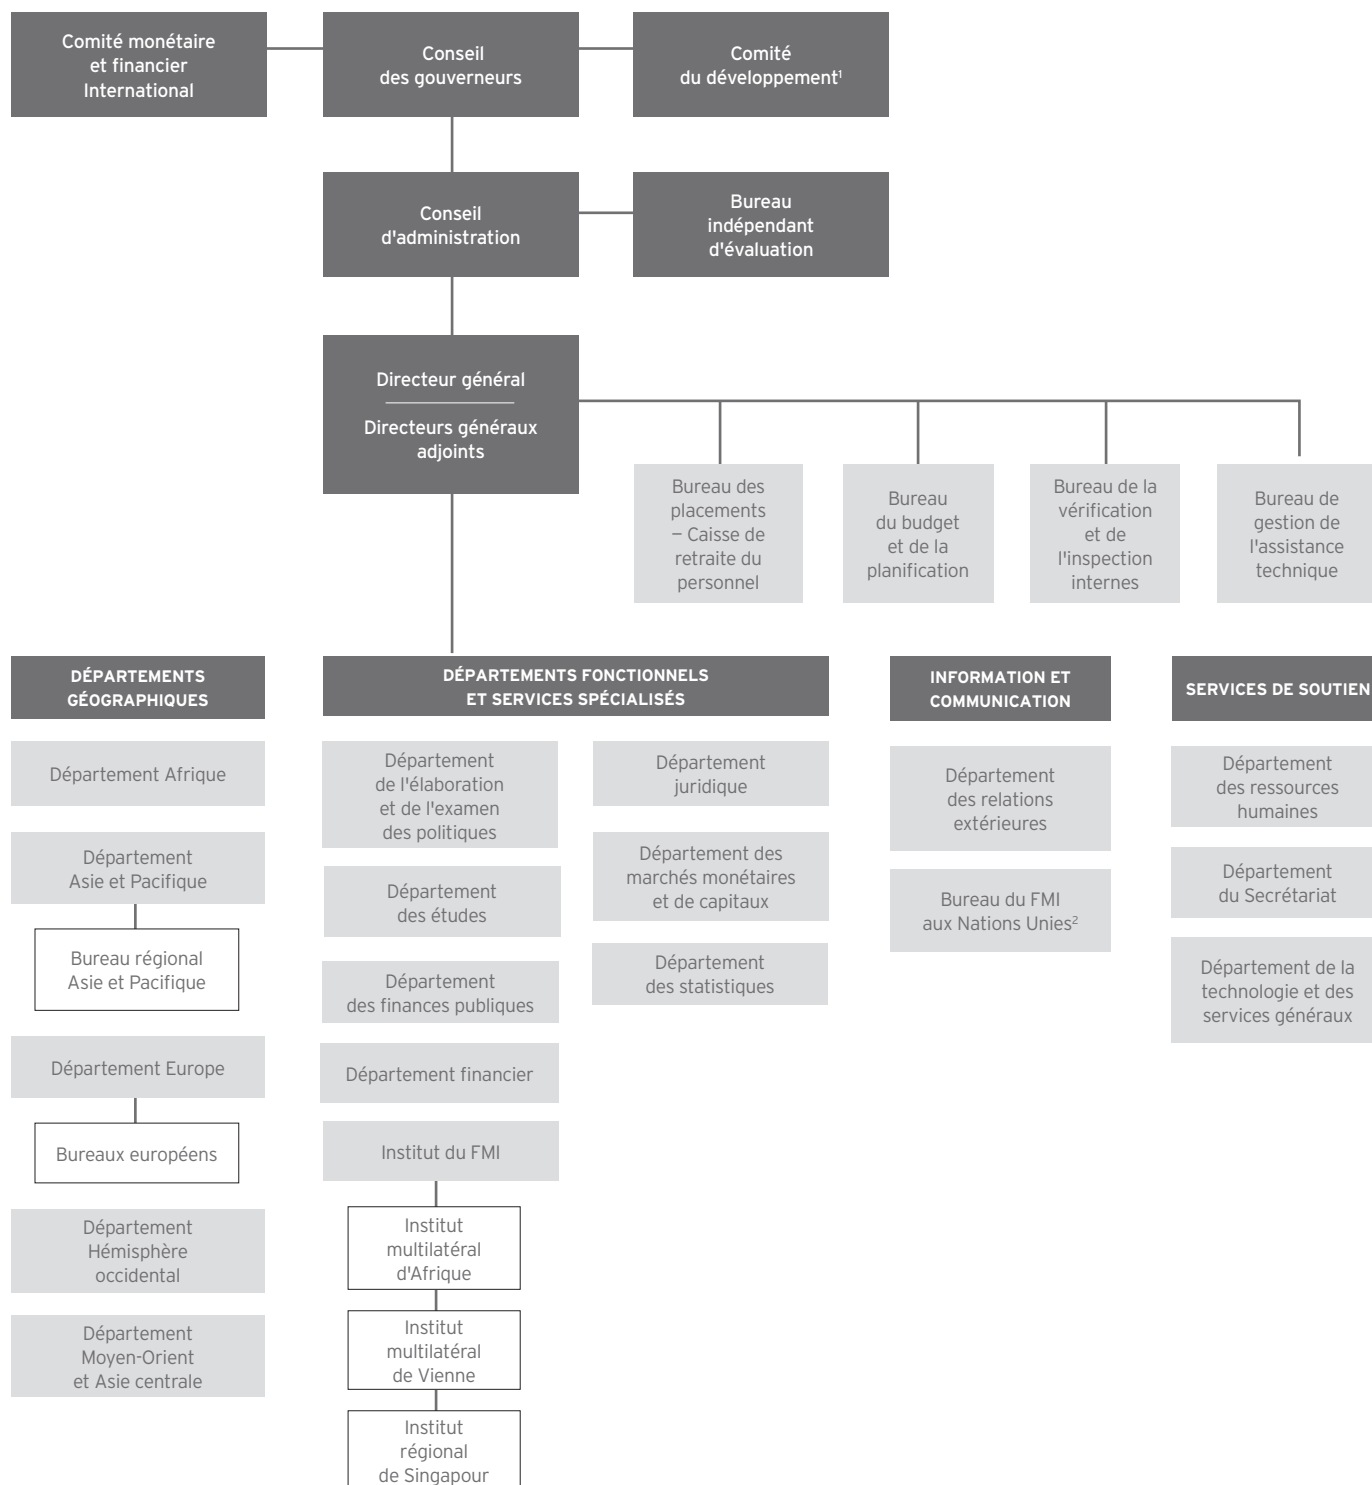 Comité monétaire
et financier
International
Conseil
des gouverneurs
Comité
du développement¹
Conseil
d'administration
Bureau
indépendant
d'évaluation
Directeur général
Directeurs généraux
adjoints
Bureau des
placements
— Caisse de
retraite du
personnel
Bureau
du budget
et de la
planification
Bureau de la
vérification
et de
l'inspection
internes
Bureau de
gestion de
l'assistance
technique
DÉPARTEMENTS
GÉOGRAPHIQUES
Département Afrique
Département
Asie et Pacifique
Bureau régional
Asie et Pacifique
Département Europe
Bureaux européens
Département
Hémisphère
occidental
Département
Moyen-Orient
et Asie centrale
DÉPARTEMENTS FONCTIONNELS
ET SERVICES SPÉCIALISÉS
Département
de l'élaboration
et de l'examen
des politiques
Département
des études
Département
des finances publiques
Département financier
Institut du FMI
Institut
multilatéral
d'Afrique
Institut
multilatéral
de Vienne
Institut
régional
de Singapour
Département
juridique
Département des
marchés monétaires
et de capitaux
Département
des statistiques
INFORMATION ET
COMMUNICATION
Département
des relations
extérieures
Bureau du FMI
aux Nations Unies²
SERVICES DE SOUTIEN
Département
des ressources
humaines
Département
du Secrétariat
Département de la
technologie et des
services généraux